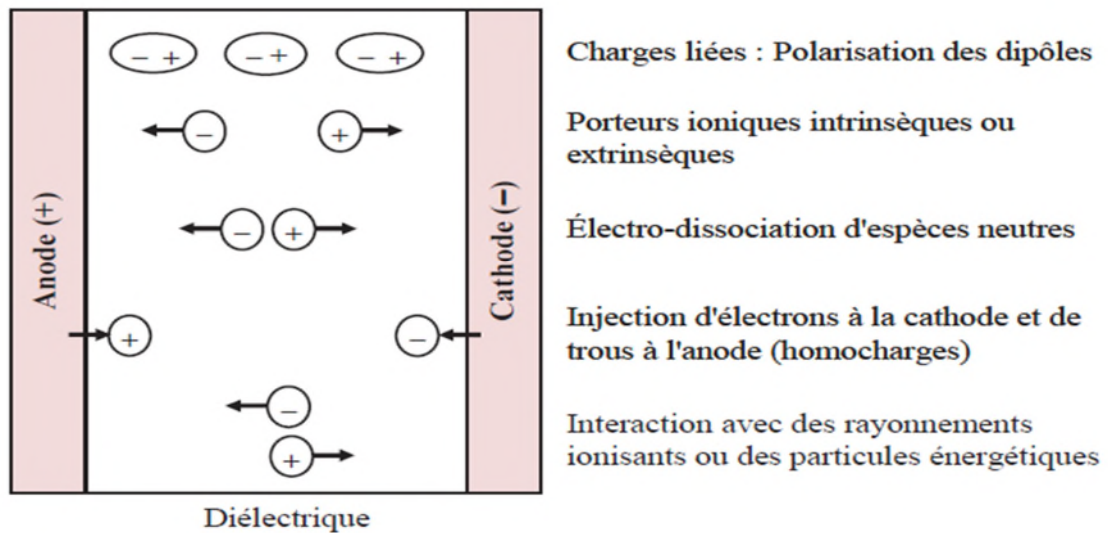 − + − + − +
Charges liées : Polarisation des dipôles
− +
Porteurs ioniques intrinsèques ou
extrinsèques
Anode (+)
Cathode (−)
− +
Électro-dissociation d'espèces neutres
+ −
Injection d'électrons à la cathode et de
trous à l'anode (homocharges)
−
+
Interaction avec des rayonnements
ionisants ou des particules énergétiques
Diélectrique